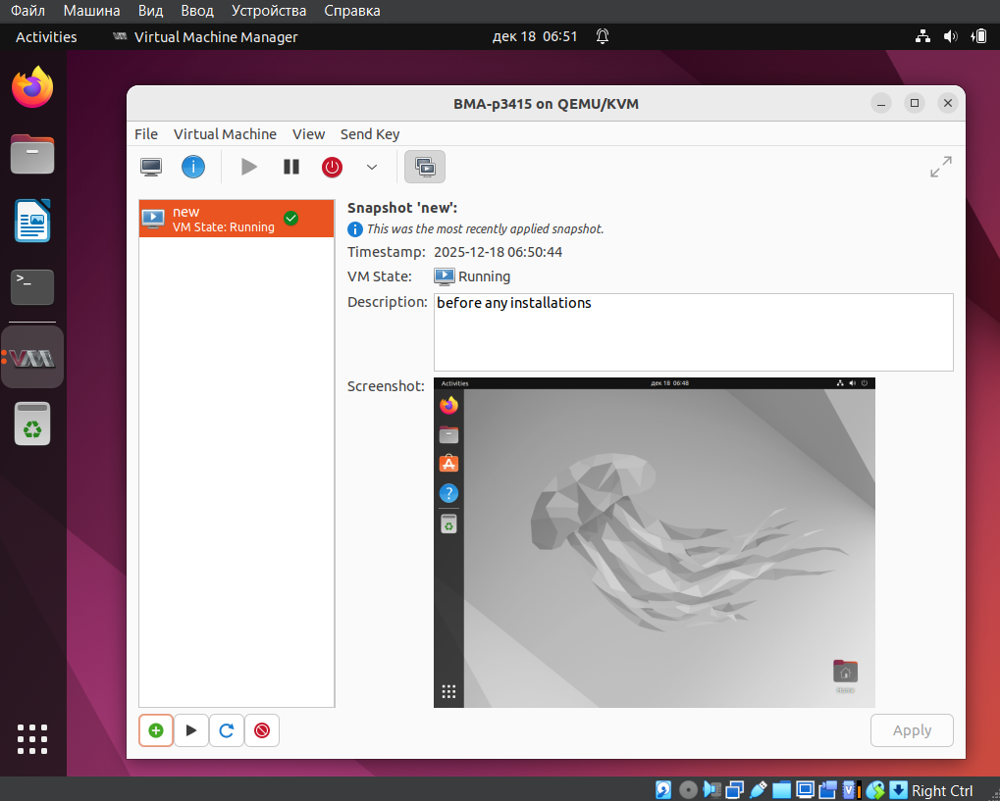 Файл Машина Вид Ввод Устройства Справка
Activities Virtual Machine Manager дек 18 06:51
BMA-p3415 on QEMU/KVM
File Virtual Machine View Send Key
new
VM State: Running
Snapshot 'new':
This was the most recently applied snapshot.
Timestamp: 2025-12-18 06:50:44
VM State: Running
Description: before any installations
Screenshot:
Activities дек 18 06:48
Home
Apply
Right Ctrl